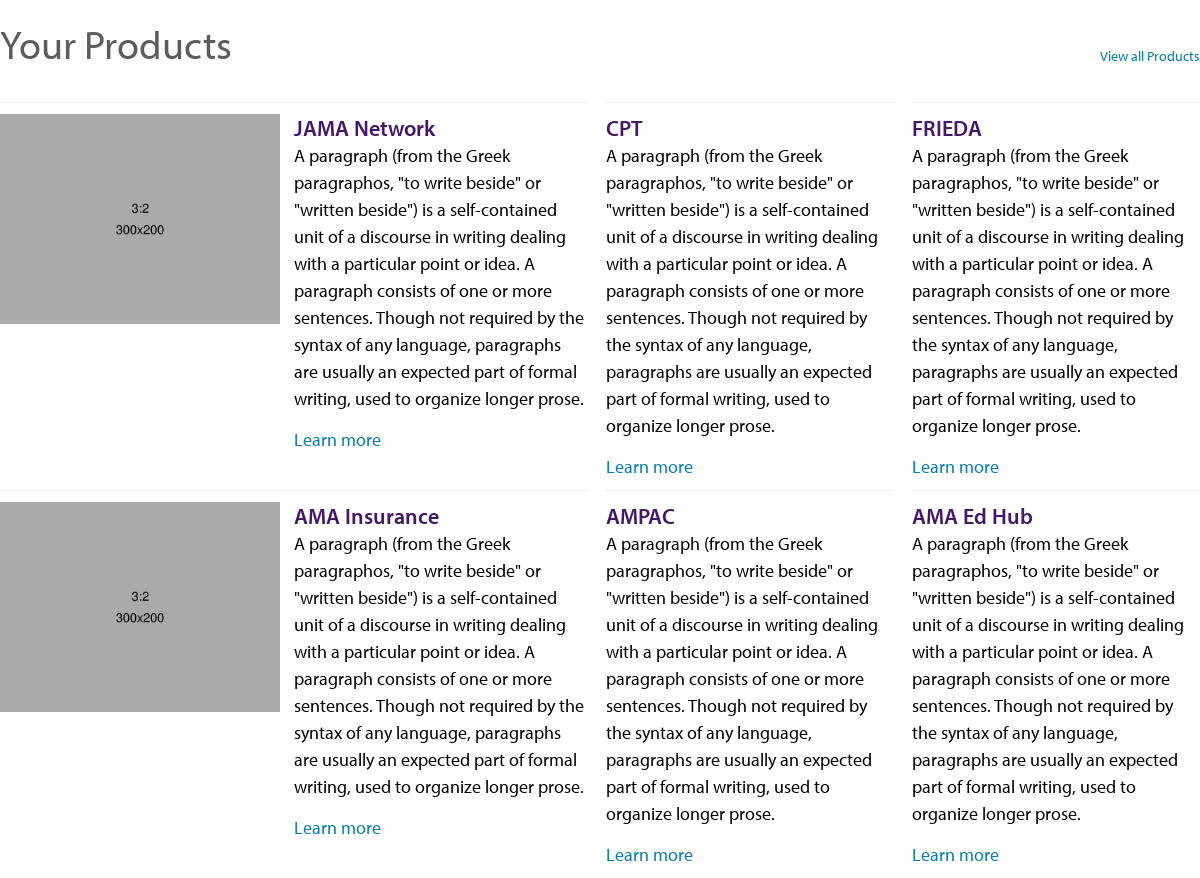 Your Products
View all Products
3:2
300x200
JAMA Network
A paragraph (from the Greek
paragraphos, "to write beside" or
"written beside") is a self-contained
unit of a discourse in writing dealing
with a particular point or idea. A
paragraph consists of one or more
sentences. Though not required by the
syntax of any language, paragraphs
are usually an expected part of formal
writing, used to organize longer prose.
Learn more
CPT
A paragraph (from the Greek
paragraphos, "to write beside" or
"written beside") is a self-contained
unit of a discourse in writing dealing
with a particular point or idea. A
paragraph consists of one or more
sentences. Though not required by
the syntax of any language,
paragraphs are usually an expected
part of formal writing, used to
organize longer prose.
Learn more
FRIEDA
A paragraph (from the Greek
paragraphos, "to write beside" or
"written beside") is a self-contained
unit of a discourse in writing dealing
with a particular point or idea. A
paragraph consists of one or more
sentences. Though not required by
the syntax of any language,
paragraphs are usually an expected
part of formal writing, used to
organize longer prose.
Learn more
3:2
300x200
AMA Insurance
A paragraph (from the Greek
paragraphos, "to write beside" or
"written beside") is a self-contained
unit of a discourse in writing dealing
with a particular point or idea. A
paragraph consists of one or more
sentences. Though not required by the
syntax of any language, paragraphs
are usually an expected part of formal
writing, used to organize longer prose.
Learn more
AMPAC
A paragraph (from the Greek
paragraphos, "to write beside" or
"written beside") is a self-contained
unit of a discourse in writing dealing
with a particular point or idea. A
paragraph consists of one or more
sentences. Though not required by
the syntax of any language,
paragraphs are usually an expected
part of formal writing, used to
organize longer prose.
Learn more
AMA Ed Hub
A paragraph (from the Greek
paragraphos, "to write beside" or
"written beside") is a self-contained
unit of a discourse in writing dealing
with a particular point or idea. A
paragraph consists of one or more
sentences. Though not required by
the syntax of any language,
paragraphs are usually an expected
part of formal writing, used to
organize longer prose.
Learn more